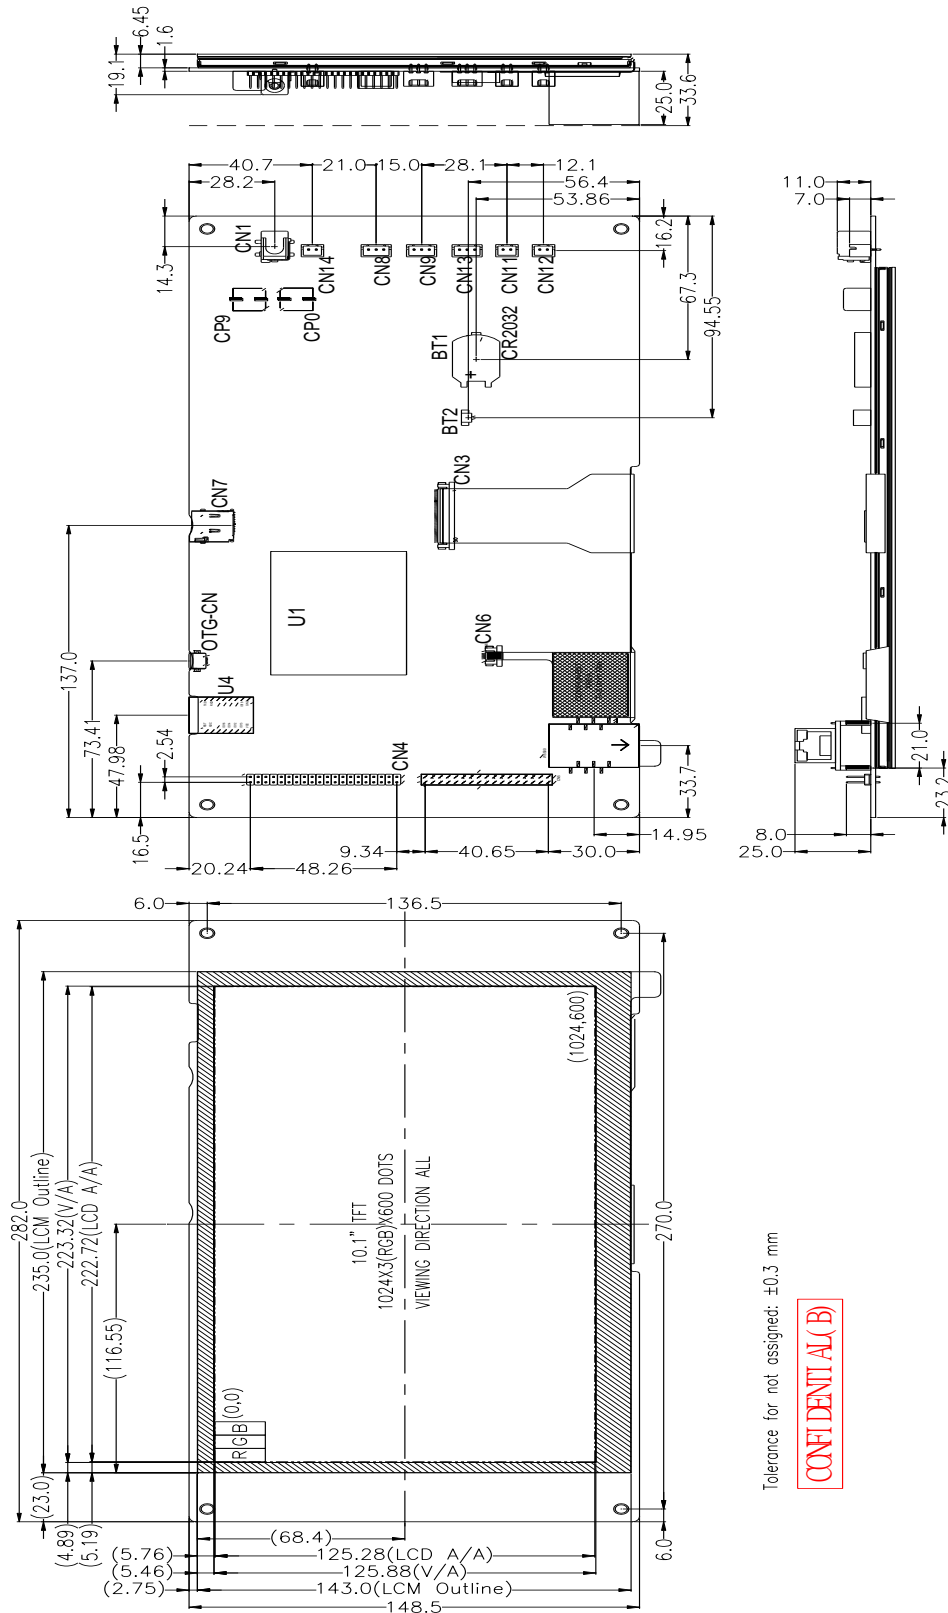 6.45
1.6
19.1
25.0
33.6
40.7
21.0
15.0
28.1
12.1
28.2
56.4
53.86
14.3
16.2
67.3
94.55
CN1
CN14
CN8
CN9
CN13
CN11
CN12
CP9
CP0
BT1
CR2032
BT2
CN3
CN7
U1
OTG-CN
U4
CN6
CN4
137.0
73.41
47.98
2.54
16.5
33.7
14.95
9.34
40.65
30.0
20.24
48.26
11.0
7.0
21.0
23.2
8.0
25.0
6.0
136.5
(1024,600)
10.1" TFT
1024X3(RGB)X600 DOTS
VIEWING DIRECTION ALL
R G B
(0,0)
282.0
235.0(LCM Outline)
223.32(V/A)
222.72(LCD A/A)
(116.55)
270.0
(23.0)
(4.89)
(5.19)
6.0
(68.4)
(5.76)
125.28(LCD A/A)
(5.46)
125.88(V/A)
(2.75)
143.0(LCM Outline)
148.5
Tolerance for not assigned: ±0.3 mm
CONFIDENTIAL(B)